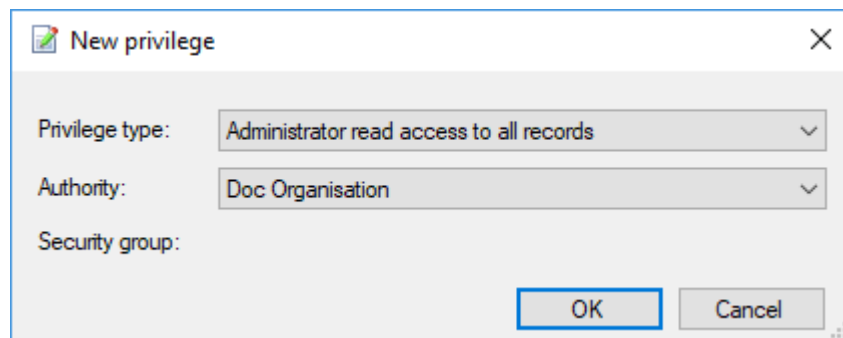 New privilege
Privilege type: Administrator read access to all records
Authority: Doc Organisation
Security group:
OK Cancel